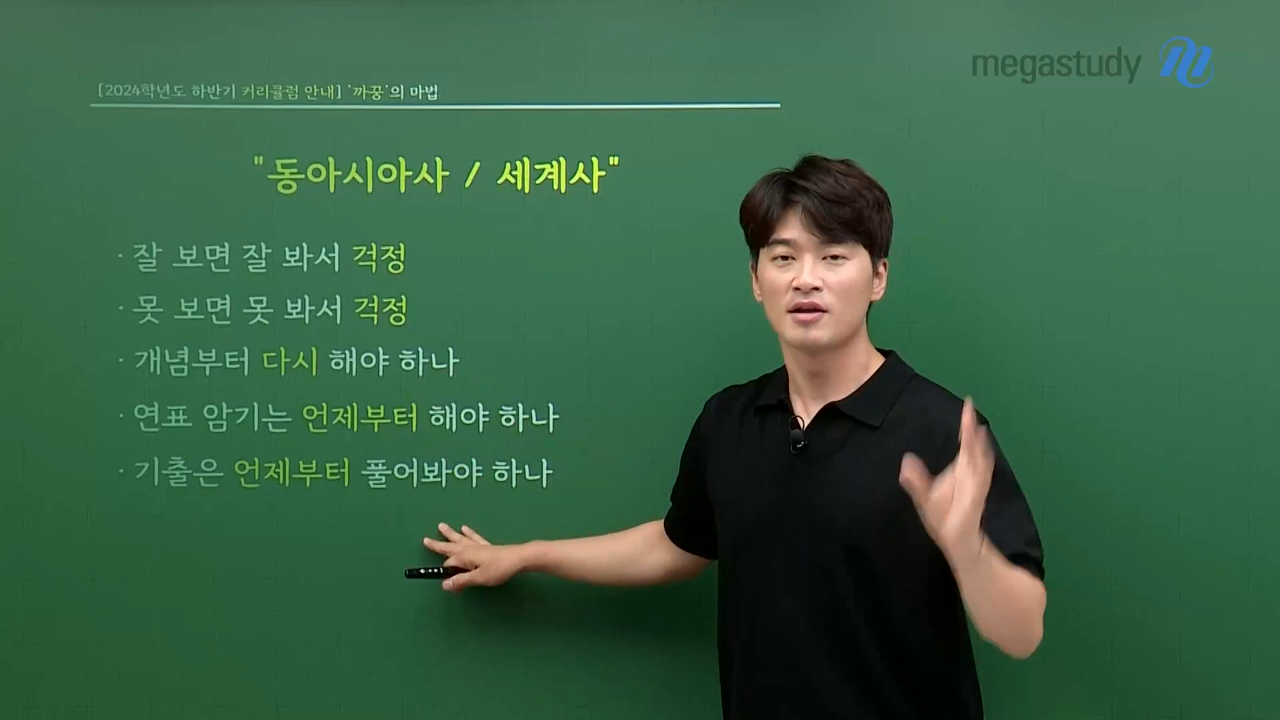 megastudy
[2024학년도 하반기 커리큘럼 안내] '까꿍'의 마법
"동아시아사 / 세계사"
· 잘 보면 잘 봐서 걱정
· 못 보면 못 봐서 걱정
· 개념부터 다시 해야 하나
· 연표 암기는 언제부터 해야 하나
· 기출은 언제부터 풀어봐야 하나